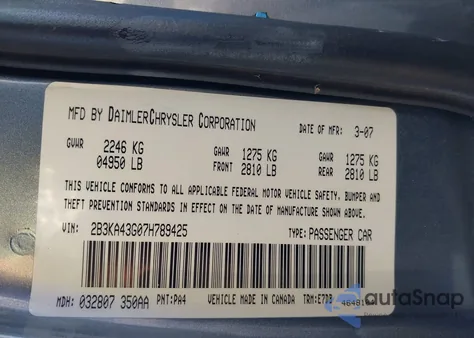 MFD BY DAIMLERCHRYSLER CORPORATION DATE OF MFR: 3-07
GVWR 2246 KG GAWR 1275 KG GAWR 1275 KG
04950 LB FRONT 2810 LB REAR 2810 LB
THIS VEHICLE CONFORMS TO ALL APPLICABLE FEDERAL MOTOR VEHICLE SAFETY, BUMPER AND
THEFT PREVENTION STANDARDS IN EFFECT ON THE DATE OF MANUFACTURE SHOWN ABOVE.
VIN: 2B3KA43G07H789425 TYPE: PASSENGER CAR
MDH: 032807 350AA PNT: PA4 VEHICLE MADE IN CANADA TRM: E7D3
autaSnap